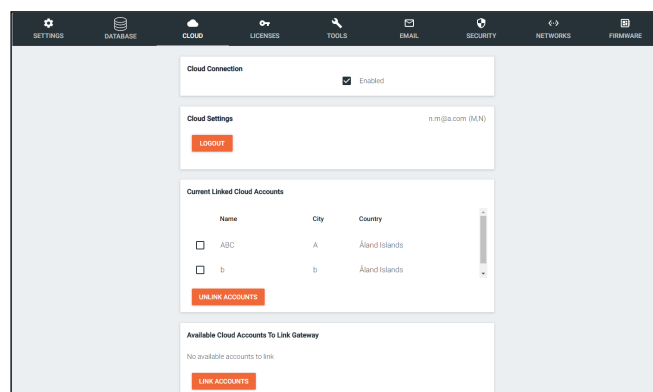 SETTINGS DATABASE CLOUD LICENSES TOOLS EMAIL SECURITY NETWORKS FIRMWARE
Cloud Connection
Enabled
Cloud Settings n.m@a.com (M,N)
LOGOUT
Current Linked Cloud Accounts
Name City Country
ABC A Åland Islands
b b Åland Islands
UNLINK ACCOUNTS
Available Cloud Accounts To Link Gateway
No available accounts to link
LINK ACCOUNTS